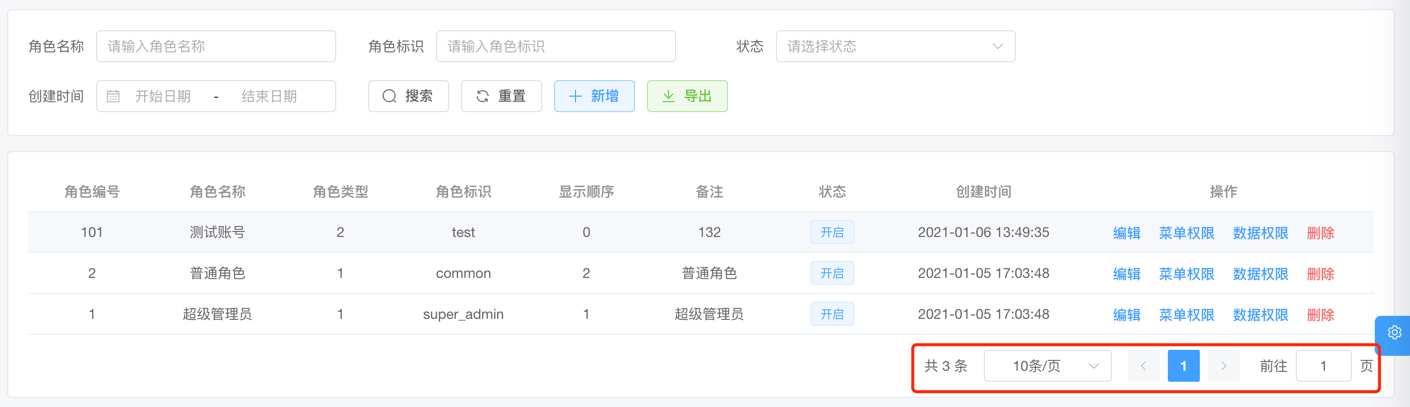 角色名称 请输入角色名称 角色标识 请输入角色标识 状态 请选择状态
创建时间 开始日期 - 结束日期 搜索 重置 新增 导出
角色编号 角色名称 角色类型 角色标识 显示顺序 备注 状态 创建时间 操作
101 测试账号 2 test 0 132 开启 2021-01-06 13:49:35 编辑 菜单权限 数据权限 删除
2 普通角色 1 common 2 普通角色 开启 2021-01-05 17:03:48 编辑 菜单权限 数据权限 删除
1 超级管理员 1 super_admin 1 超级管理员 开启 2021-01-05 17:03:48 编辑 菜单权限 数据权限 删除
共 3 条 10条/页 1 前往 1 页